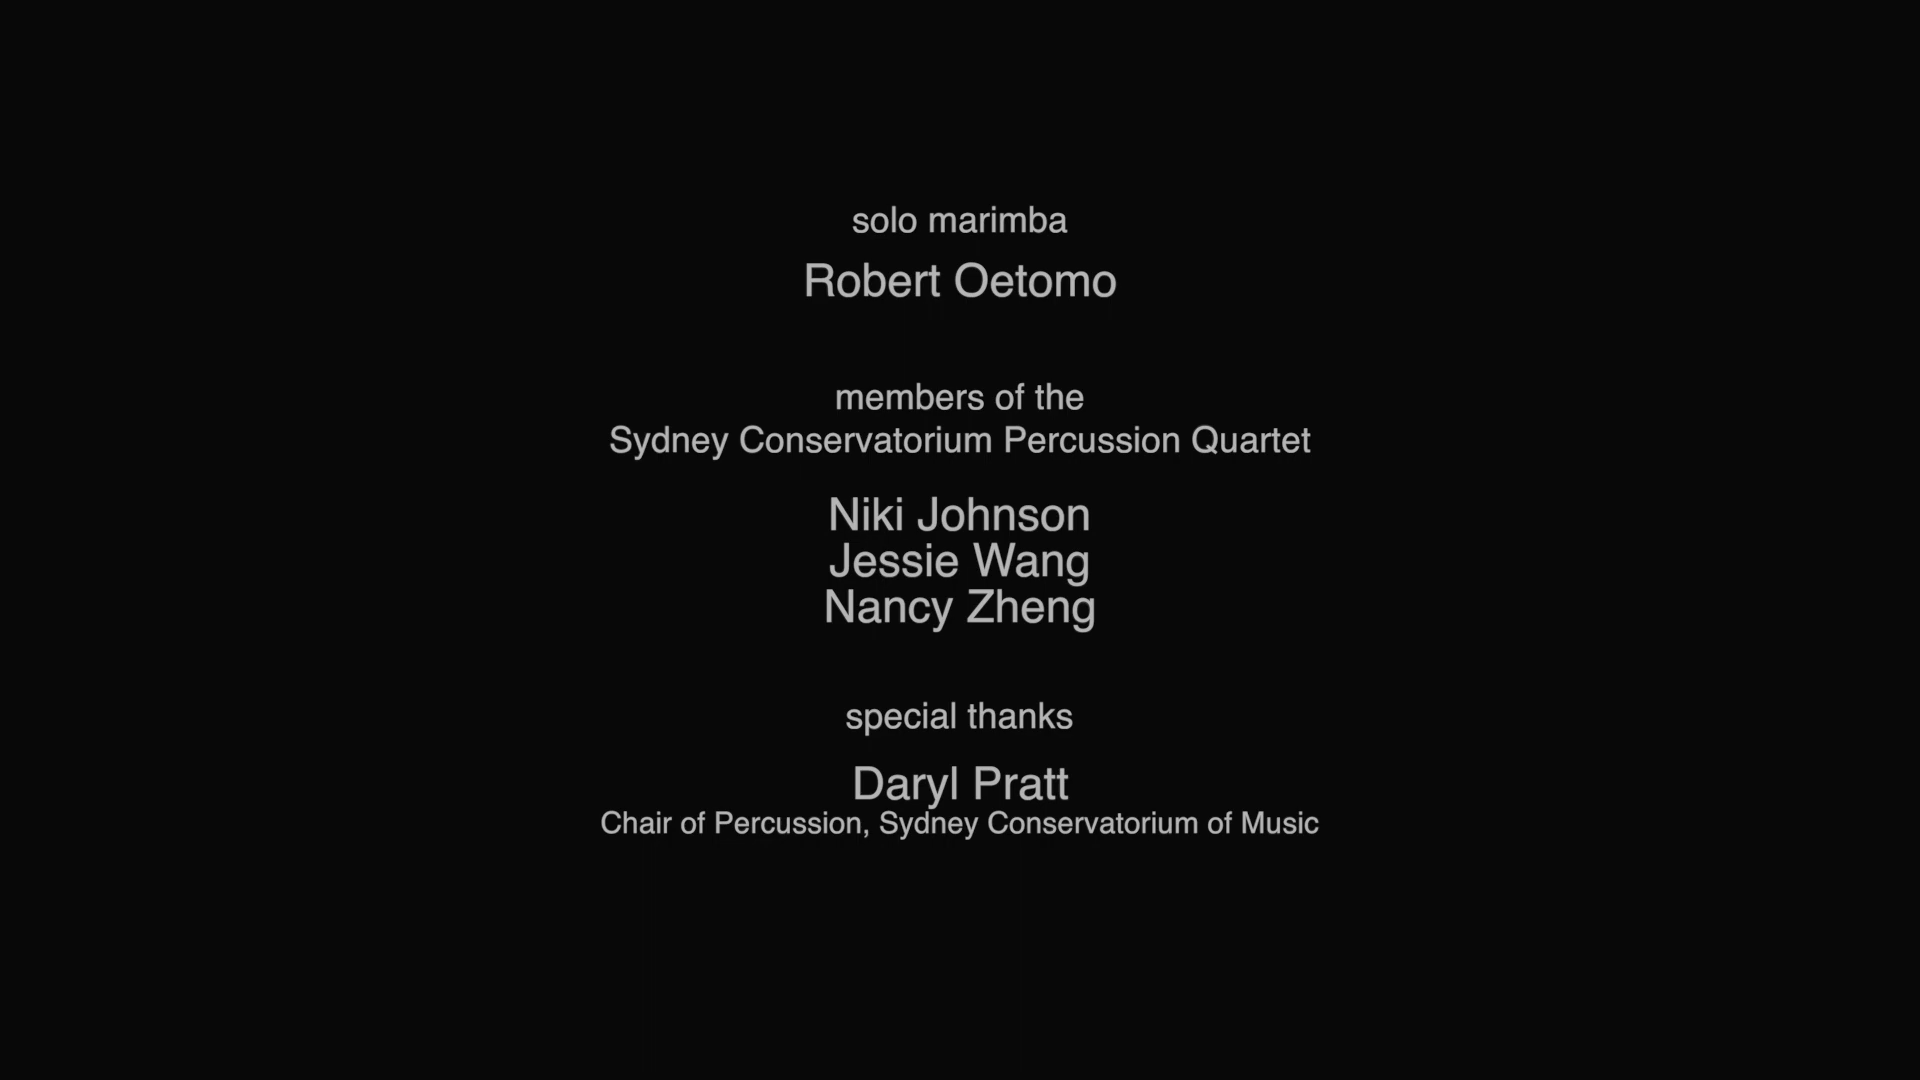 solo marimba
Robert Oetomo
members of the
Sydney Conservatorium Percussion Quartet
Niki Johnson
Jessie Wang
Nancy Zheng
special thanks
Daryl Pratt
Chair of Percussion, Sydney Conservatorium of Music